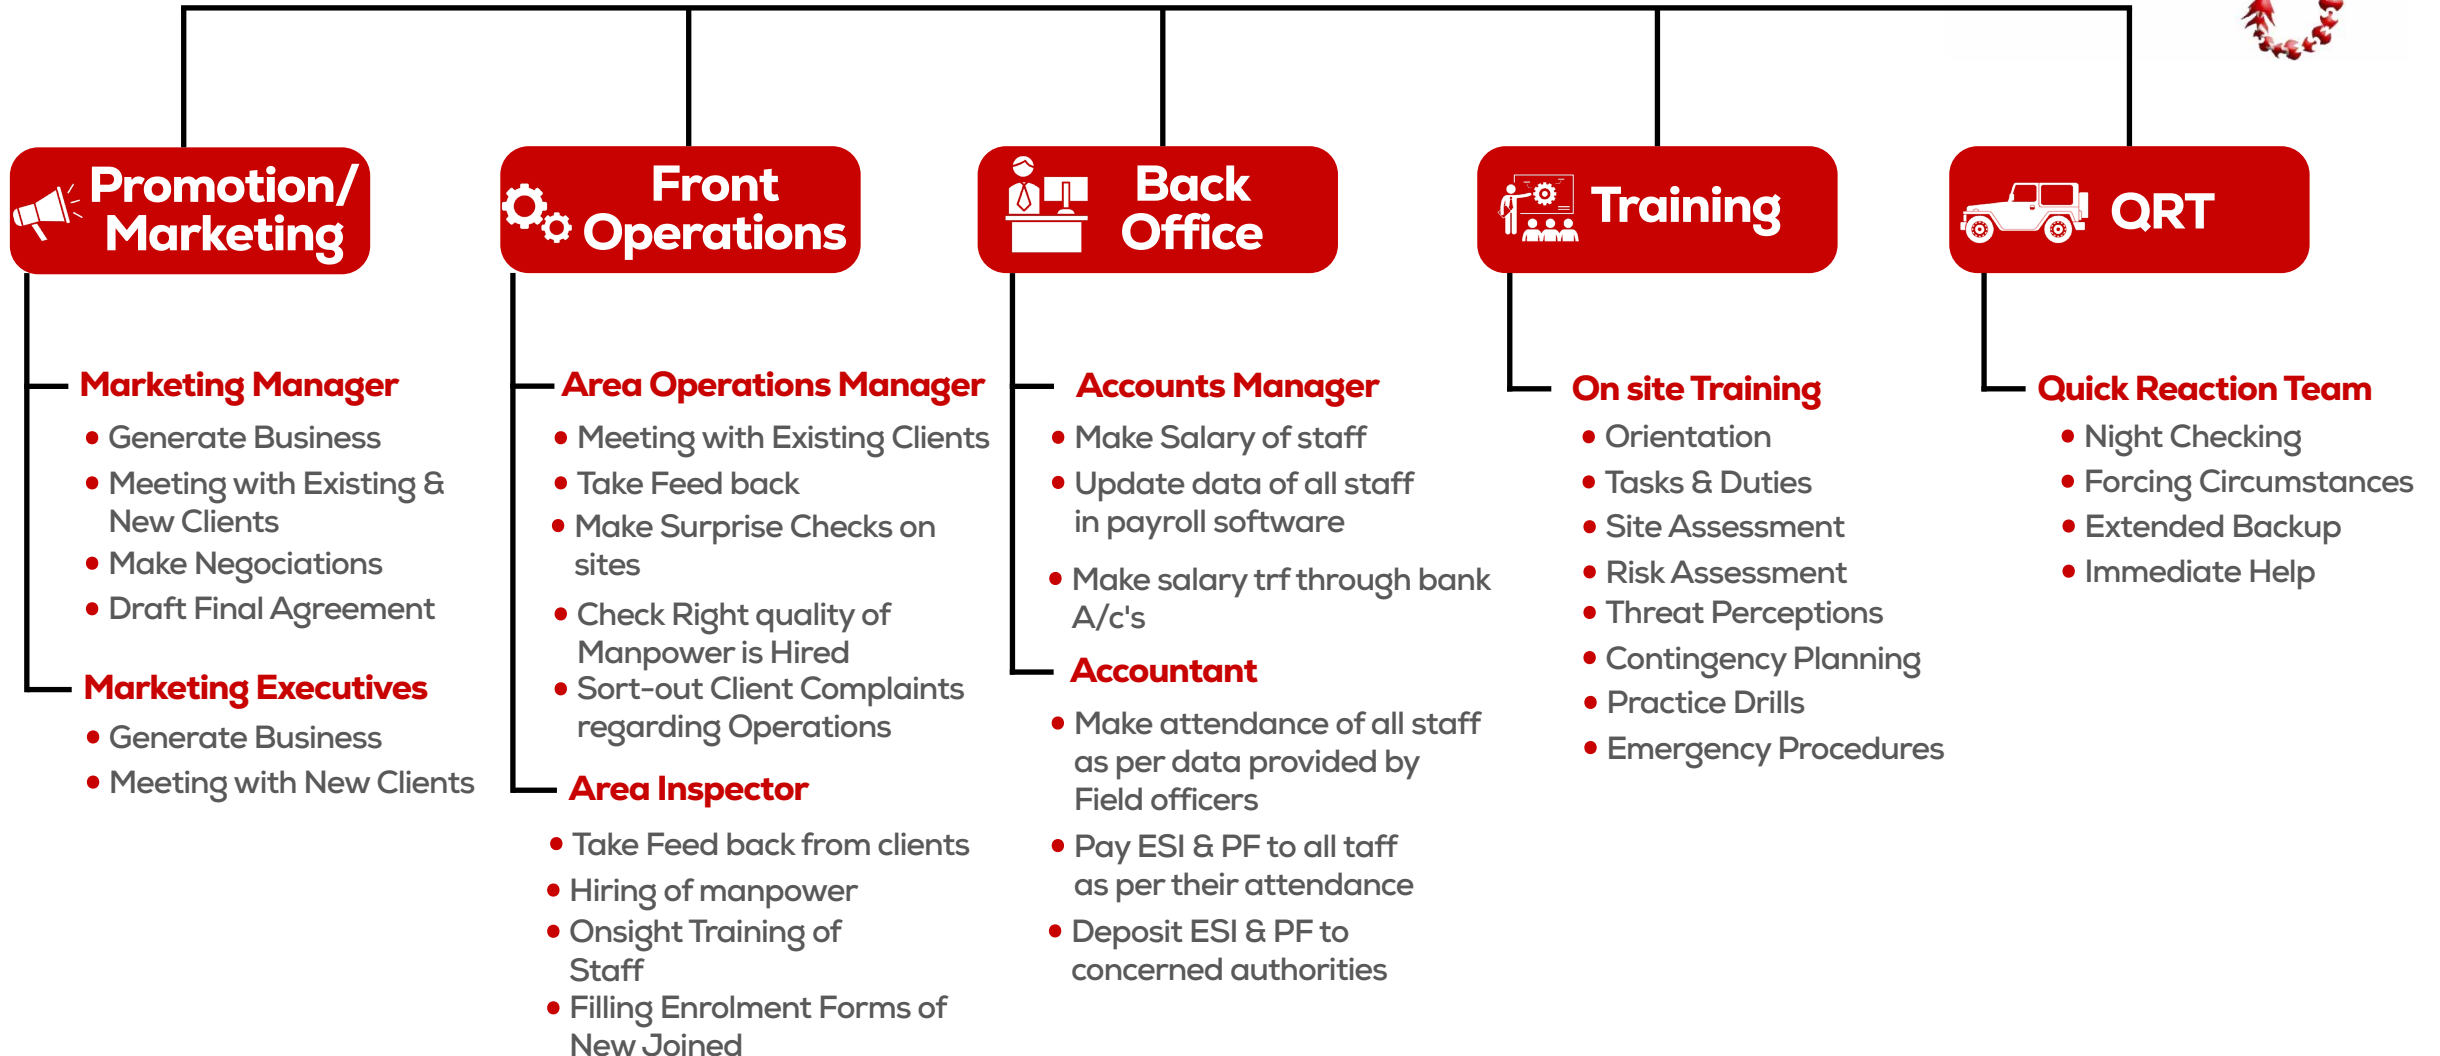 Promotion/
Marketing
Marketing Manager
Generate Business
Meeting with Existing &
New Clients
Make Negociations
Draft Final Agreement
Marketing Executives
Generate Business
Meeting with New Clients
Front
Operations
Area Operations Manager
Meeting with Existing Clients
Take Feed back
Make Surprise Checks on
sites
Check Right quality of
Manpower is Hired
Sort-out Client Complaints
regarding Operations
Area Inspector
Take Feed back from clients
Hiring of manpower
Onsight Training of
Staff
Filling Enrolment Forms of
New Joined
Back
Office
Accounts Manager
Make Salary of staff
Update data of all staff
in payroll software
Make salary trf through bank
A/c's
Accountant
Make attendance of all staff
as per data provided by
Field officers
Pay ESI & PF to all taff
as per their attendance
Deposit ESI & PF to
concerned authorities
Training
On site Training
Orientation
Tasks & Duties
Site Assessment
Risk Assessment
Threat Perceptions
Contingency Planning
Practice Drills
Emergency Procedures
QRT
Quick Reaction Team
Night Checking
Forcing Circumstances
Extended Backup
Immediate Help